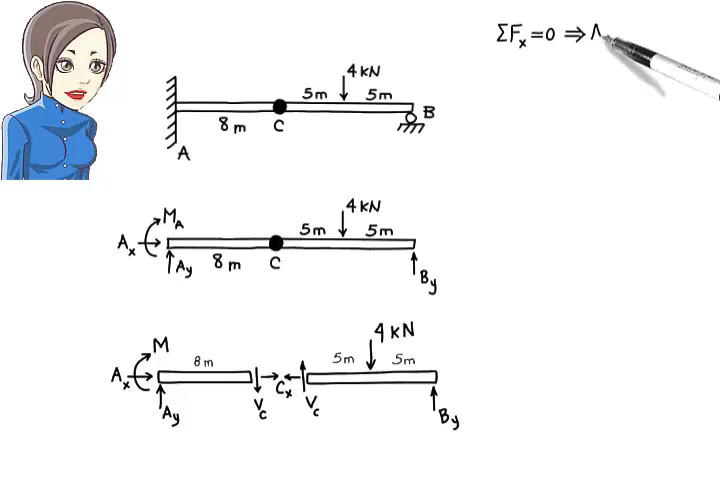 ΣFx = 0 ⇒
4 kN
5m 5m
B
8 m C
A
MA
4 kN
5m 5m
Ax
Ay 8 m C
By
M
4 kN
8 m
5m 5m
Ax
Cx
Ay
Vc
Vc
By